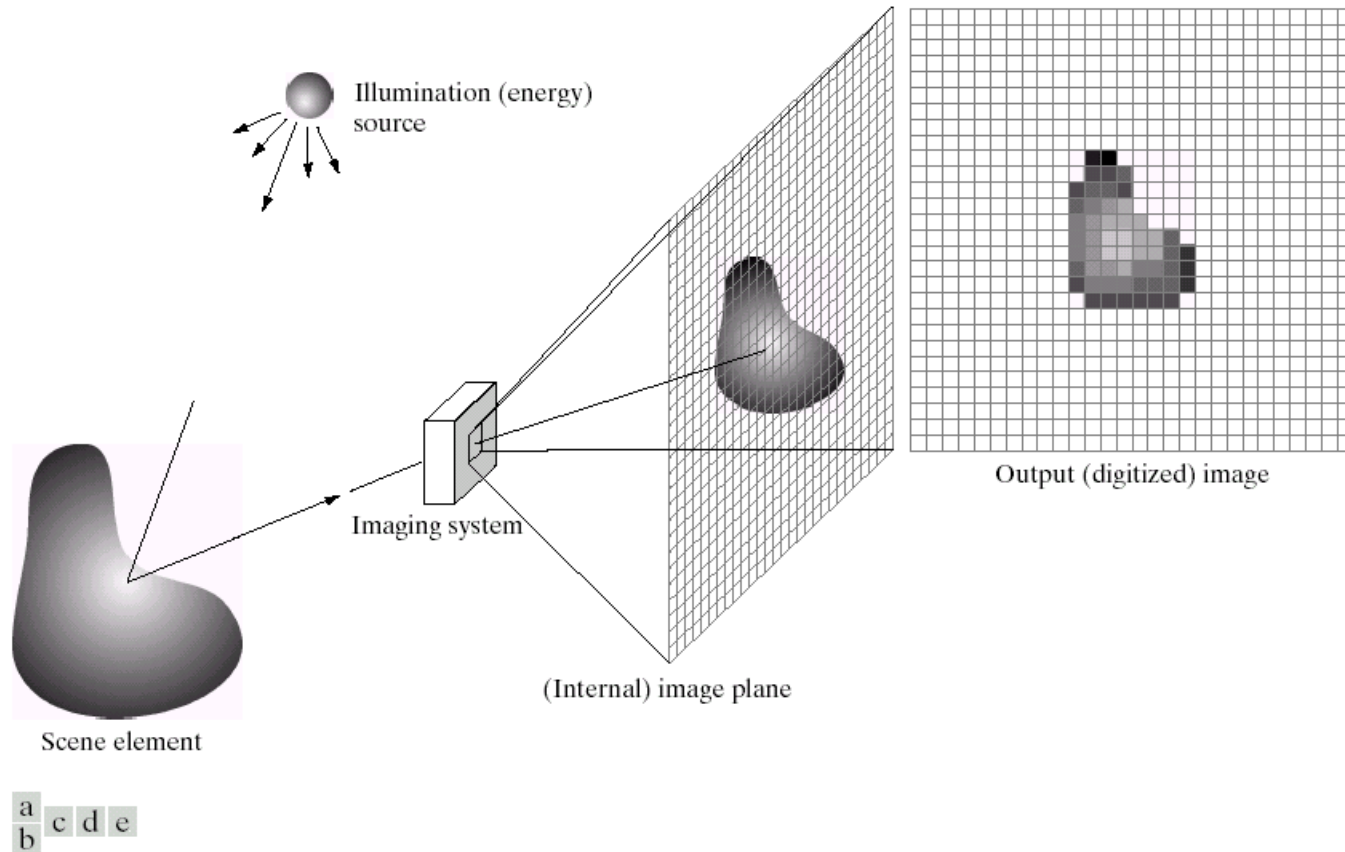 Illumination (energy)
source
Output (digitized) image
Imaging system
(Internal) image plane
Scene element
a
b
c d e